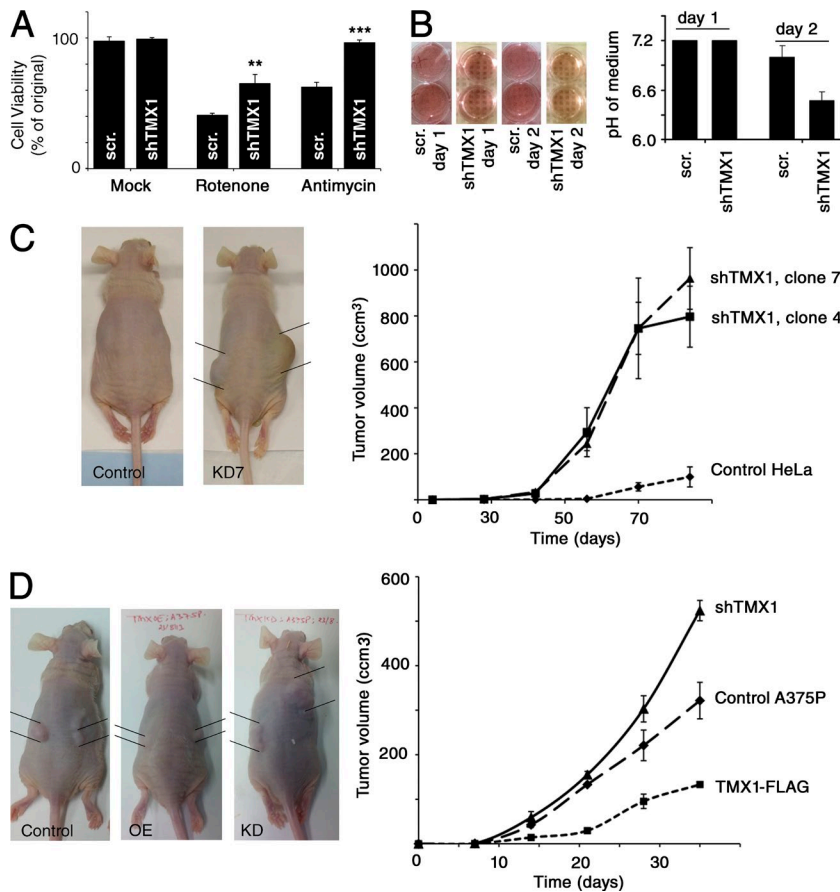 A
Cell Viability
(% of original)
100
0
scr.
shTMX1
scr.
shTMX1
**
scr.
shTMX1
***
Mock
Rotenone
Antimycin
B
scr.
day 1
shTMX1
day 1
scr.
day 2
shTMX1
day 2
pH of medium
7.2
6.6
6.0
day 1
day 2
scr.
shTMX1
scr.
shTMX1
C
Control
KD7
Tumor volume (ccm³)
1000
800
600
400
200
10
30
50
70
Time (days)
shTMX1, clone 7
shTMX1, clone 4
Control HeLa
D
Control
OE
KD
Tumor volume (ccm3)
600
400
200
0
10
20
30
Time (days)
shTMX1
Control A375P
TMX1-FLAG